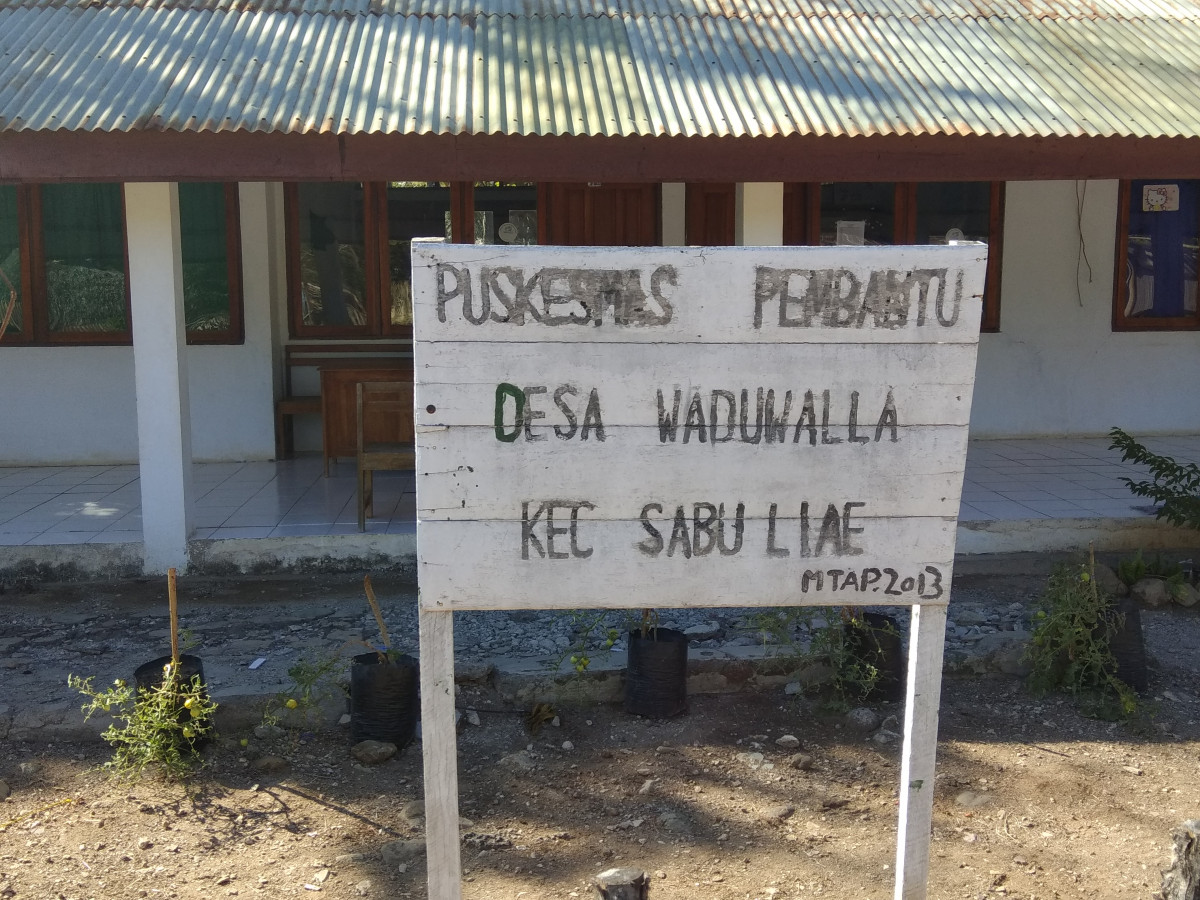 PUSKESMAS PEMBANTU
DESA WADUWALLA
KEC SABU LIAE
MTAP.2013